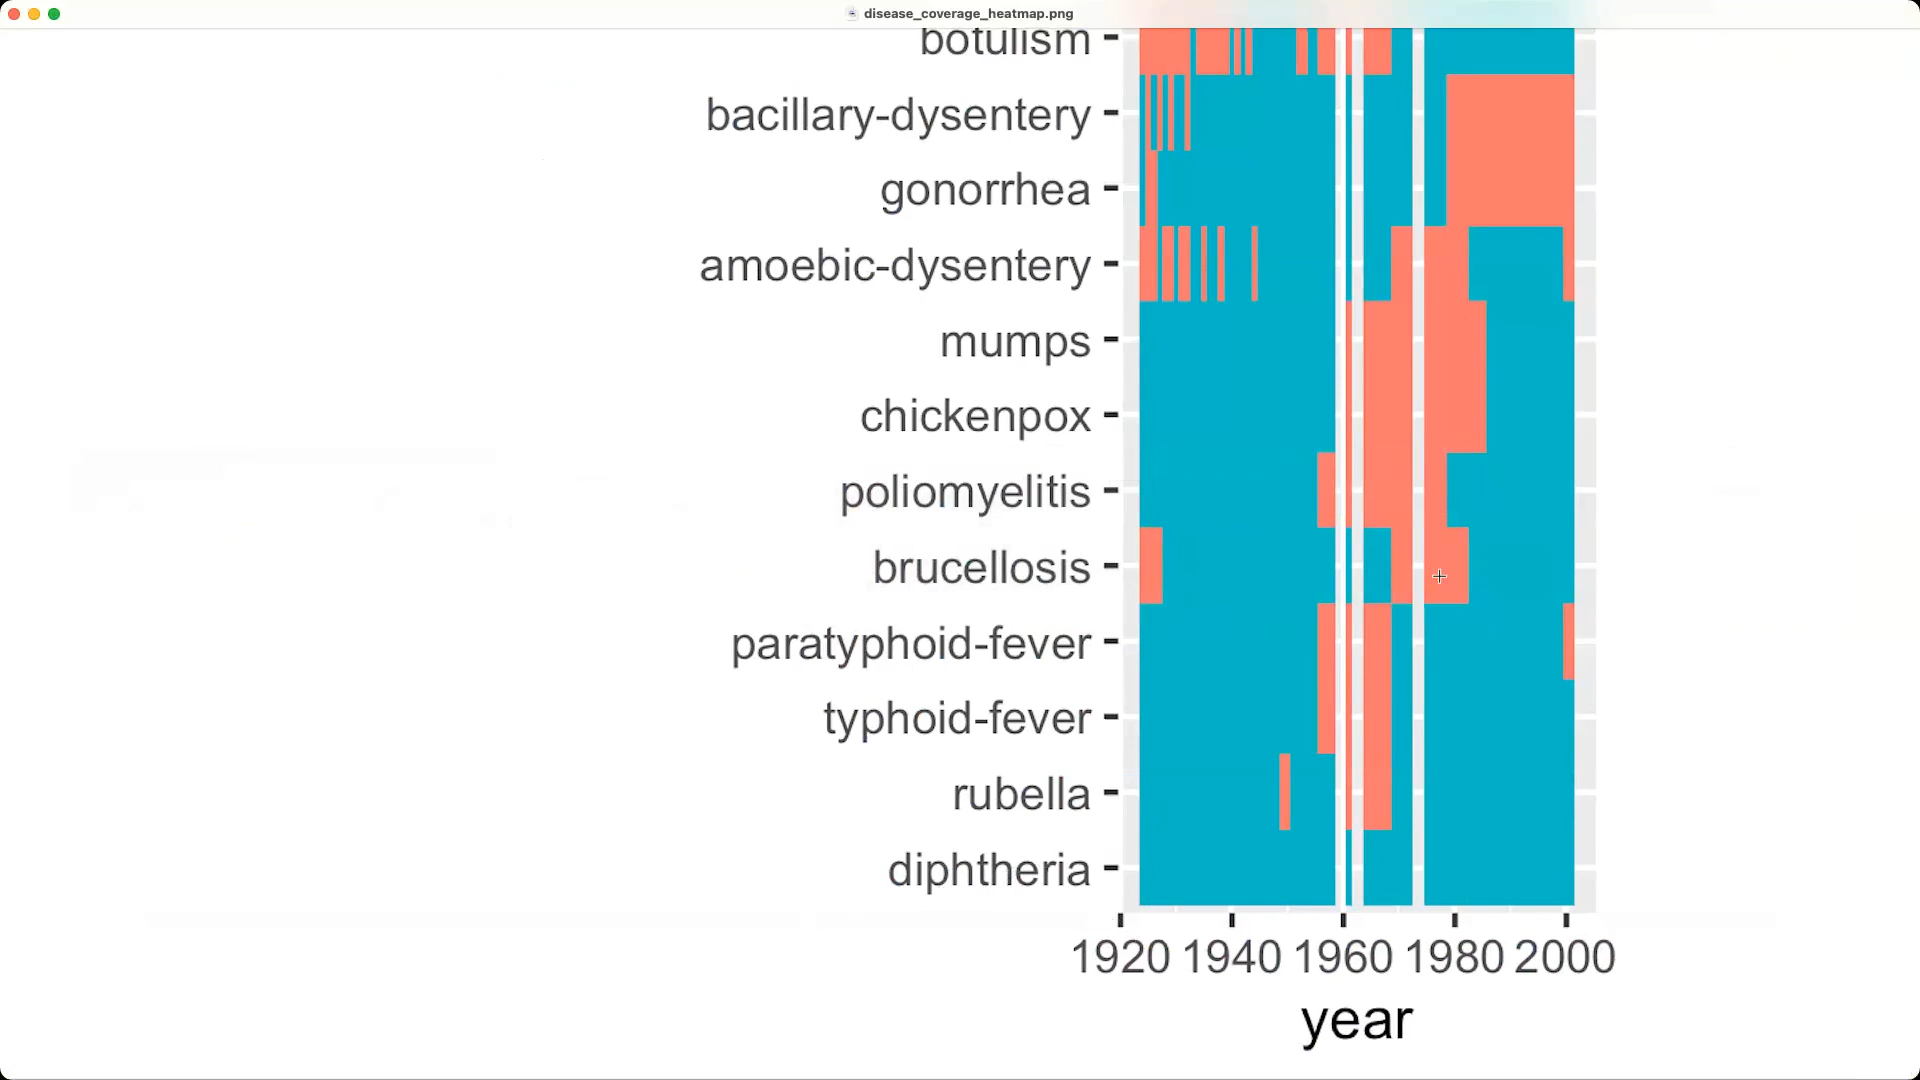 disease_coverage_heatmap.png
botulism
bacillary-dysentery
gonorrhea
amoebic-dysentery
mumps
chickenpox
poliomyelitis
brucellosis
paratyphoid-fever
typhoid-fever
rubella
diphtheria
1920 1940 1960 1980 2000
year